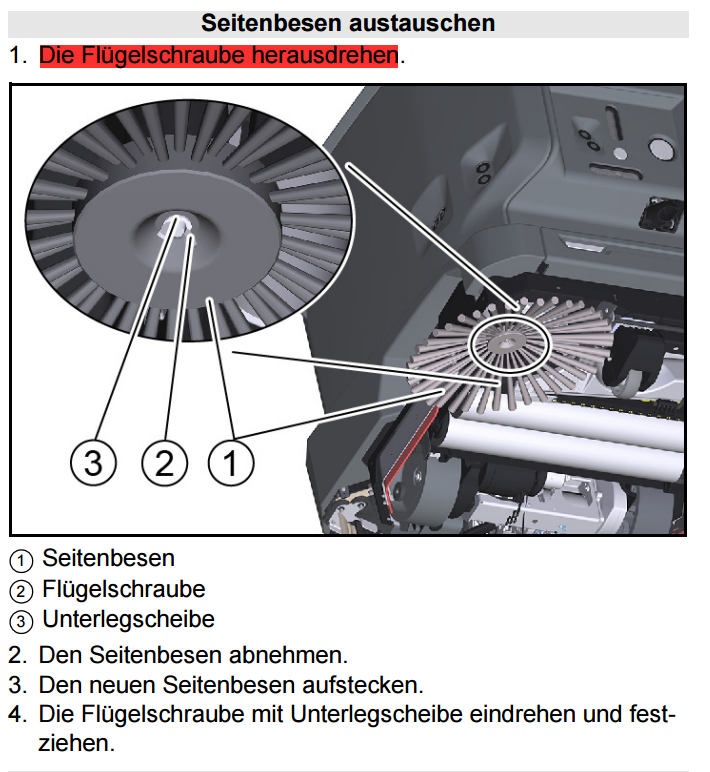 Seitenbesen austauschen
1. Die Flügelschraube herausdrehen.
3 2 1
1 Seitenbesen
2 Flügelschraube
3 Unterlegscheibe
2. Den Seitenbesen abnehmen.
3. Den neuen Seitenbesen aufstecken.
4. Die Flügelschraube mit Unterlegscheibe eindrehen und fest-
ziehen.